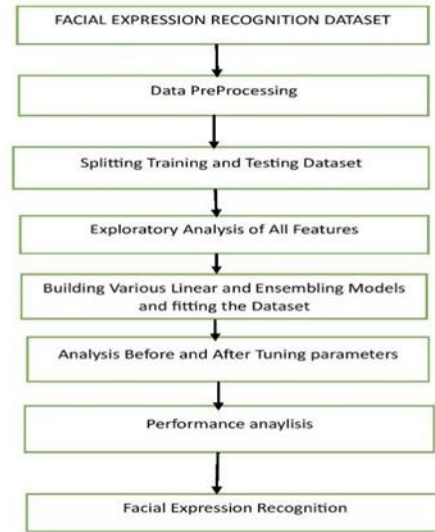 FACIAL EXPRESSION RECOGNITION DATASET
Data PreProcessing
Splitting Training and Testing Dataset
Exploratory Analysis of All Features
Building Various Linear and Ensembling Models
and fitting the Dataset
Analysis Before and After Tuning parameters
Performance anaylisis
Facial Expression Recognition